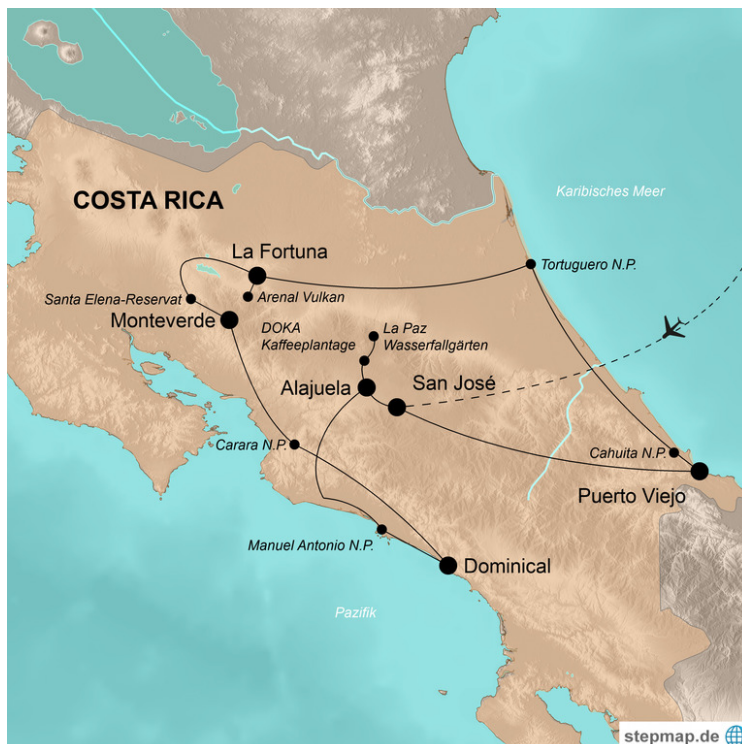 Karibisches Meer
COSTA RICA
La Fortuna
Tortuguero N.P.
Santa Elena-Reservat
Arenal Vulkan
Monteverde
DOKA
Kaffeeplantage
La Paz
Wasserfallgärten
Alajuela
San José
Carara N.P.
Cahuita N.P.
Puerto Viejo
Manuel Antonio N.P.
Dominical
Pazifik
stepmap.de